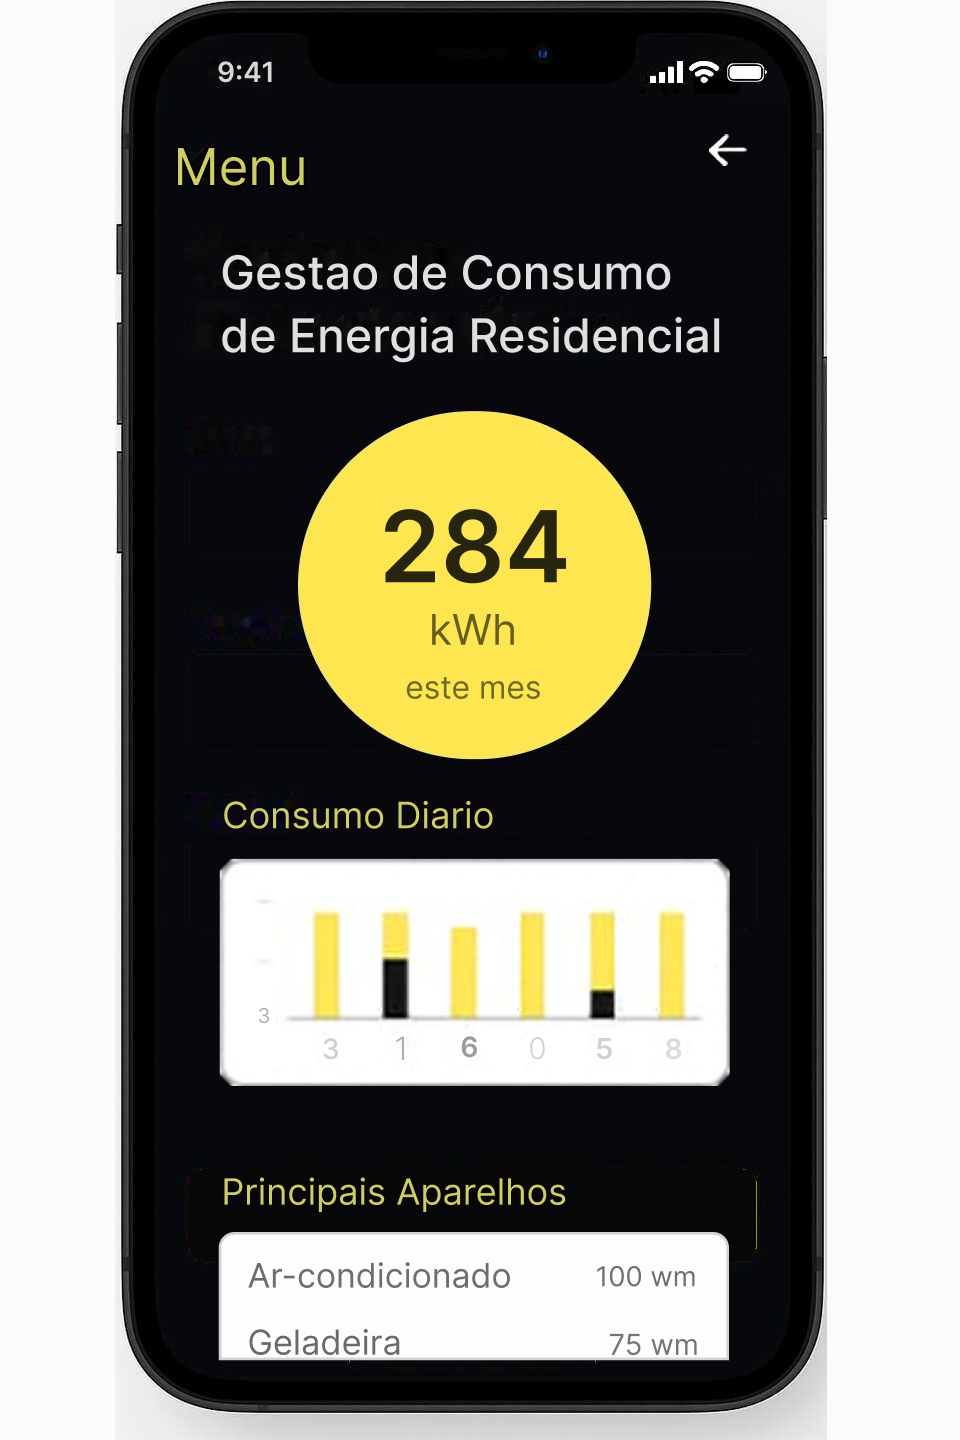 9:41
Menu
Gestao de Consumo
de Energia Residencial
284
kWh
este mes
Consumo Diario
3
3 1 6 0 5 8
Principais Aparelhos
Ar-condicionado 100 wm
Geladeira 75 wm